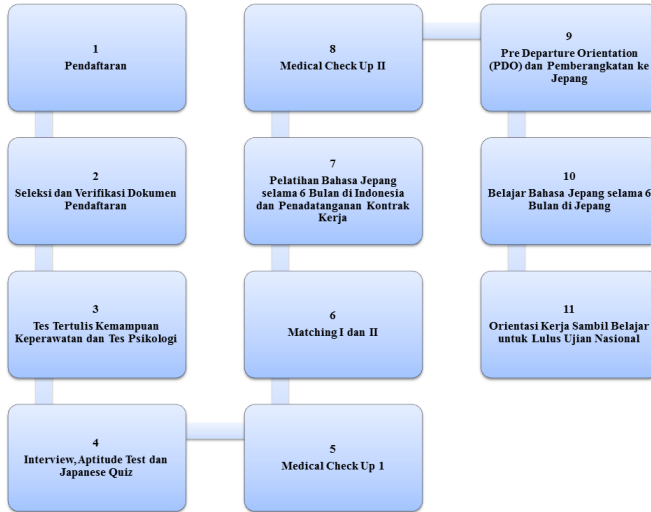 1
Pendaftaran
2
Seleksi dan Verifikasi Dokumen
Pendaftaran
3
Tes Tertulis Kemampuan
Keperawatan dan Tes Psikologi
4
Interview, Aptitude Test dan
Japanese Quiz
5
Medical Check Up 1
6
Matching I dan II
7
Pelatihan Bahasa Jepang
selama 6 Bulan di Indonesia
dan Penadatanganan Kontrak
Kerja
8
Medical Check Up II
9
Pre Departure Orientation
(PDO) dan Pemberangkatan ke
Jepang
10
Belajar Bahasa Jepang selama 6
Bulan di Jepang
11
Orientasi Kerja Sambil Belajar
untuk Lulus Ujian Nasional